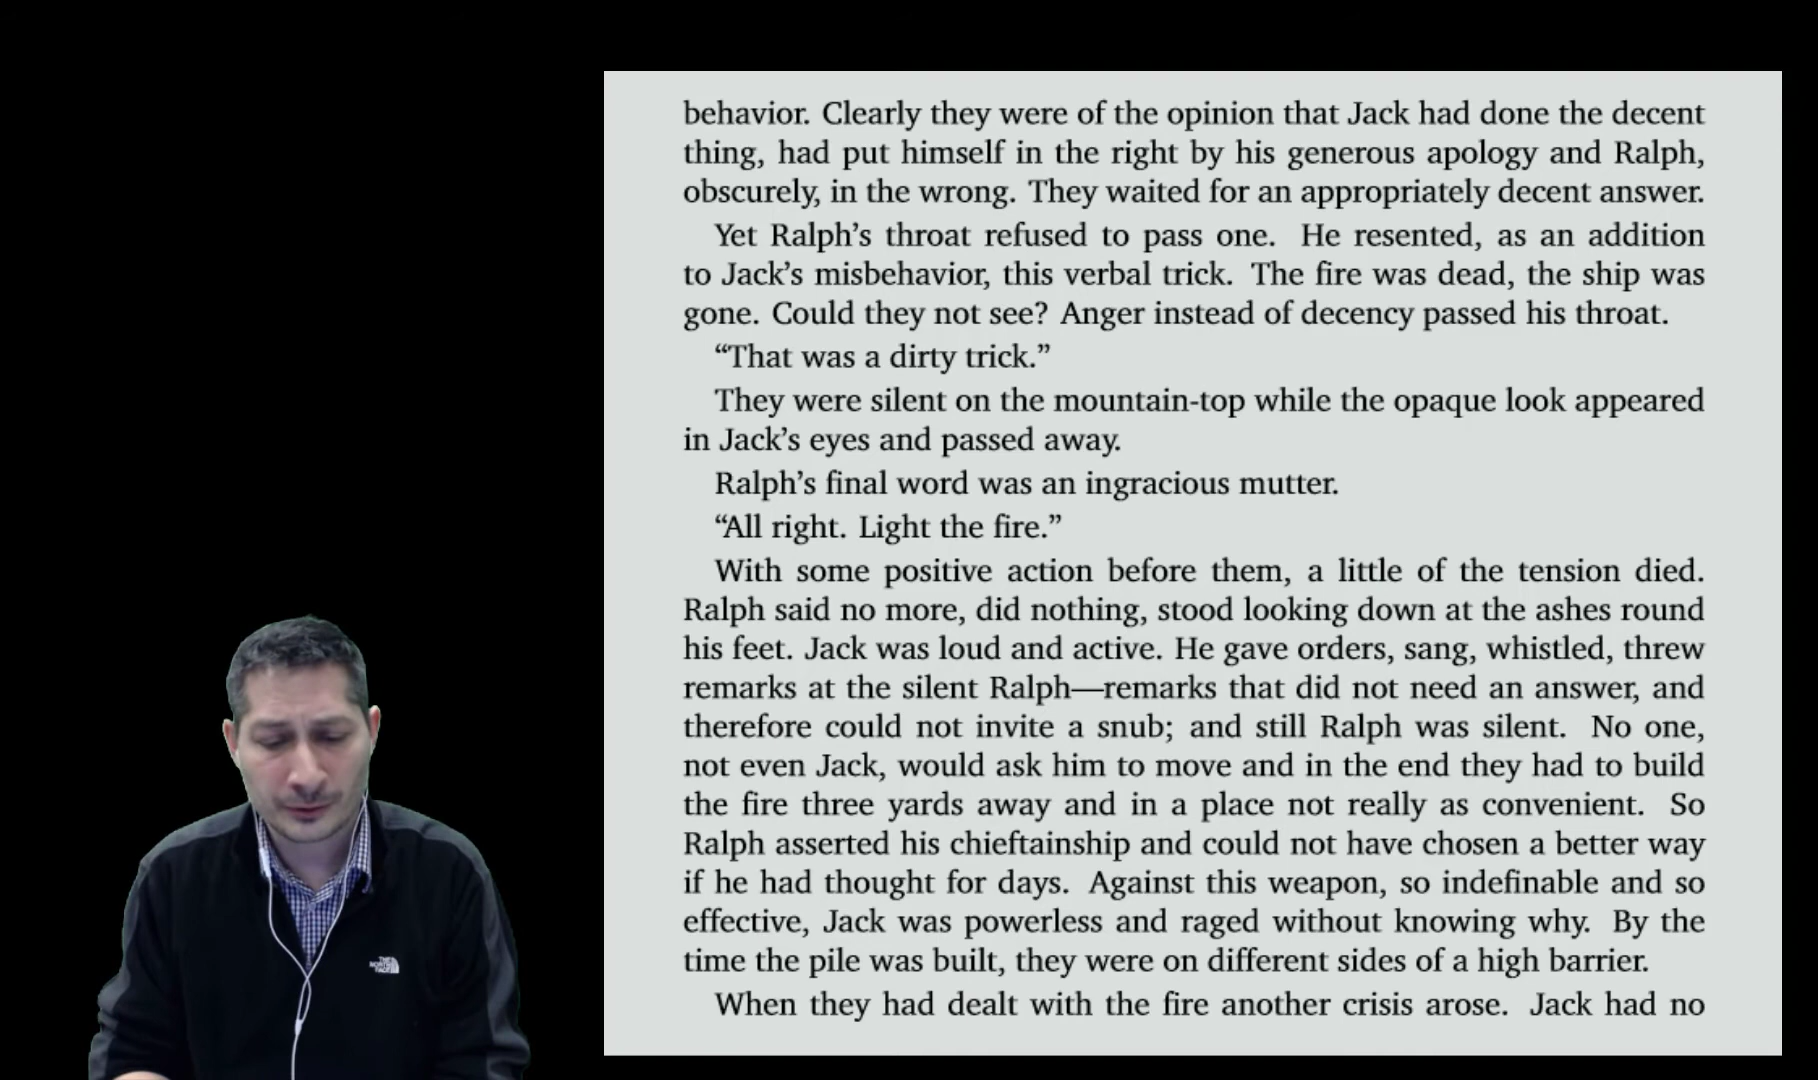 behavior. Clearly they were of the opinion that Jack had done the decent
thing, had put himself in the right by his generous apology and Ralph,
obscurely, in the wrong. They waited for an appropriately decent answer.
Yet Ralph’s throat refused to pass one. He resented, as an addition
to Jack’s misbehavior, this verbal trick. The fire was dead, the ship was
gone. Could they not see? Anger instead of decency passed his throat.
“That was a dirty trick.”
They were silent on the mountain-top while the opaque look appeared
in Jack’s eyes and passed away.
Ralph’s final word was an ingracious mutter.
“All right. Light the fire.”
With some positive action before them, a little of the tension died.
Ralph said no more, did nothing, stood looking down at the ashes round
his feet. Jack was loud and active. He gave orders, sang, whistled, threw
remarks at the silent Ralph—remarks that did not need an answer, and
therefore could not invite a snub; and still Ralph was silent. No one,
not even Jack, would ask him to move and in the end they had to build
the fire three yards away and in a place not really as convenient. So
Ralph asserted his chieftainship and could not have chosen a better way
if he had thought for days. Against this weapon, so indefinable and so
effective, Jack was powerless and raged without knowing why. By the
time the pile was built, they were on different sides of a high barrier.
When they had dealt with the fire another crisis arose. Jack had no
THE
NORTH
FACE